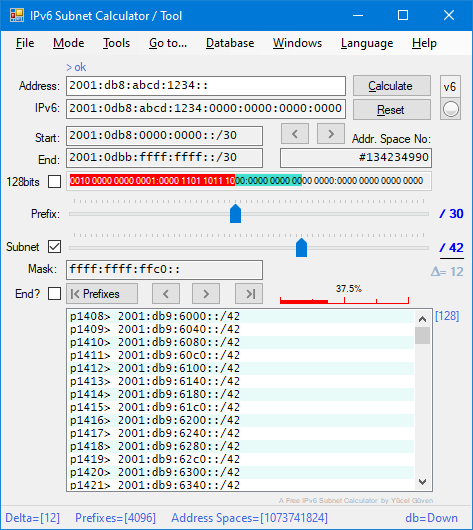 IPv6 Subnet Calculator / Tool
File Mode Tools Go to... Database Windows Language Help
> ok
Address: 2001:db8:abcd:1234:: Calculate v6
IPv6: 2001:0db8:abcd:1234:0000:0000:0000:0000 Reset
Start: 2001:0db8:0000:0000::/30 < > Addr. Space No:
End: 2001:0dbb:ffff:ffff::/30 #134234990
128bits 0010 0000 0000 0001:0000 1101 1011 1000:0000 0000 0000 0000 0000:0000 0000 0000 0000
Prefix: / 30
Subnet / 42
Mask: ffff:ffff:ffc0:: Δ= 12
End? |< Prefixes < > >| 37.5%
p1408> 2001:db9:6000::/42 [128]
p1409> 2001:db9:6040::/42
p1410> 2001:db9:6080::/42
p1411> 2001:db9:60c0::/42
p1412> 2001:db9:6100::/42
p1413> 2001:db9:6140::/42
p1414> 2001:db9:6180::/42
p1415> 2001:db9:61c0::/42
p1416> 2001:db9:6200::/42
p1417> 2001:db9:6240::/42
p1418> 2001:db9:6280::/42
p1419> 2001:db9:62c0::/42
p1420> 2001:db9:6300::/42
p1421> 2001:db9:6340::/42
A Free IPv6 Subnet Calculator by Yücel Güven
Delta=[12] Prefixes=[4096] Address Spaces=[1073741824] db=Down